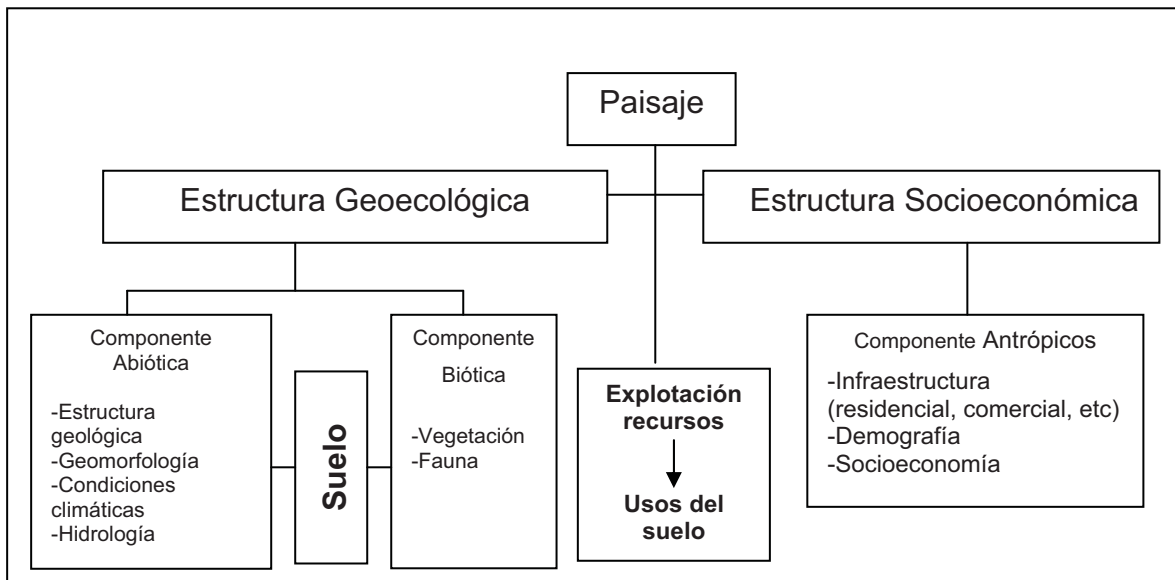 Paisaje
Estructura Geoecológica
Estructura Socioeconómica
Componente
Abiótica
-Estructura
geológica
-Geomorfología
-Condiciones
climáticas
-Hidrología
Suelo
Componente
Biótica
-Vegetación
-Fauna
Explotación
recursos
Usos del
suelo
Componente Antrópicos
-Infraestructura
(residencial, comercial, etc)
-Demografía
-Socioeconomía